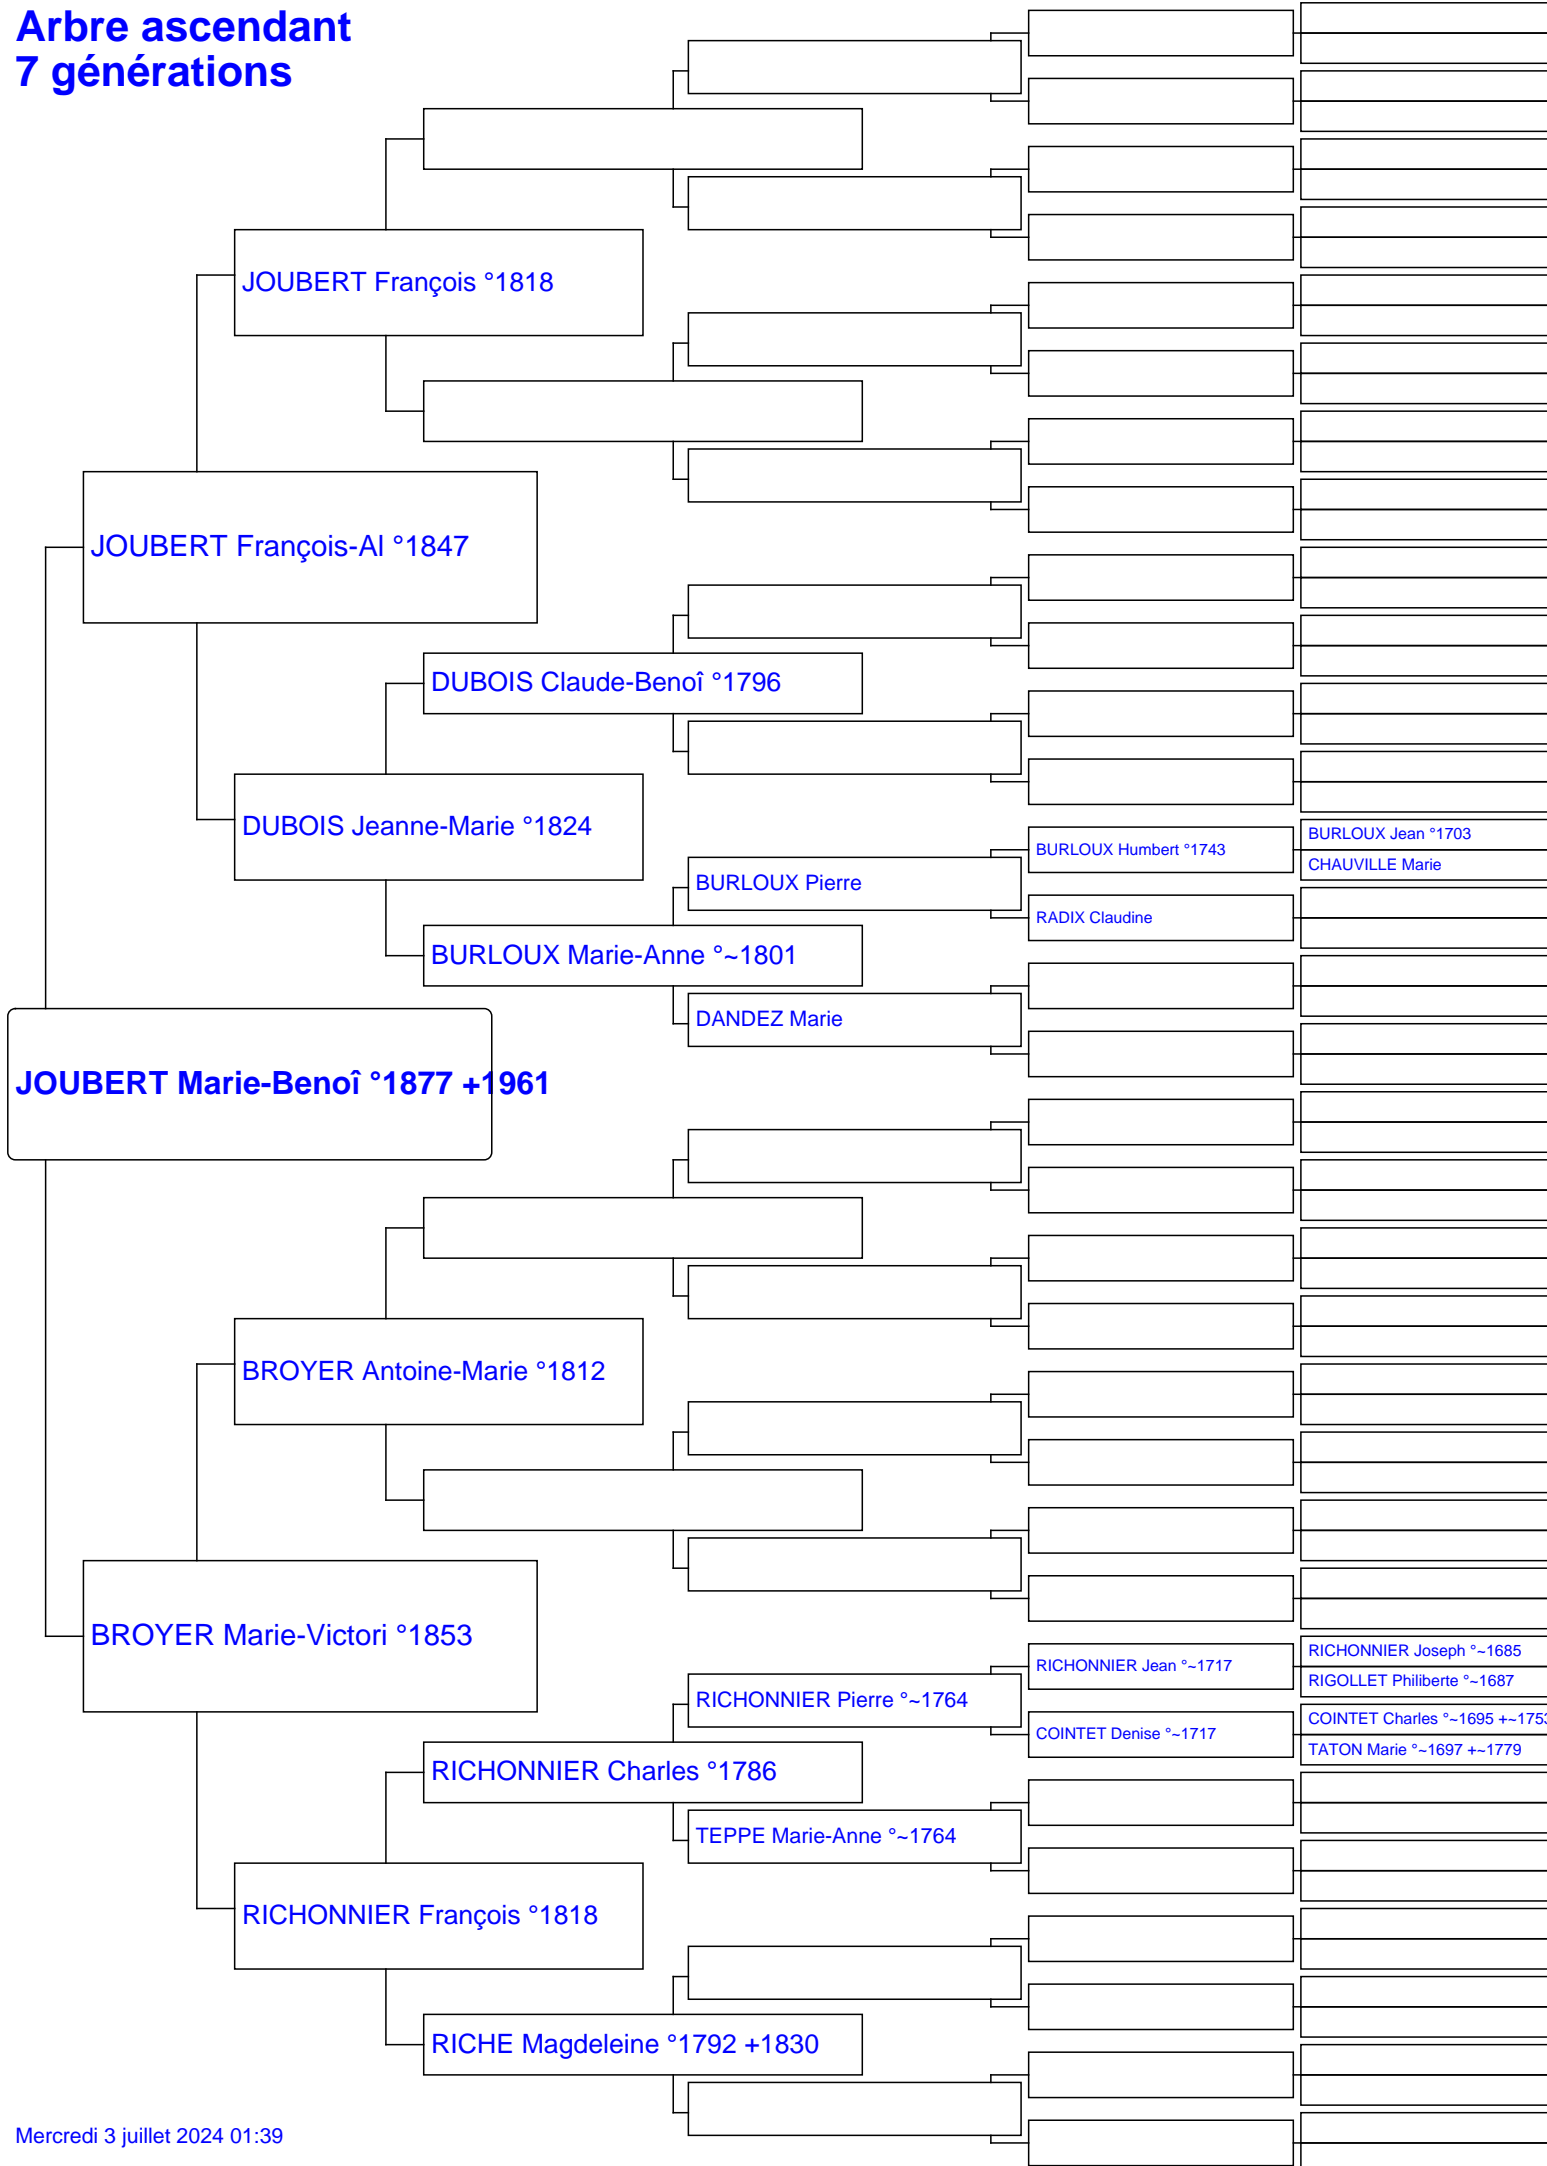 Arbre ascendant
7 générations
JOUBERT François °1818
JOUBERT François-Al °1847
DUBOIS Claude-Benoî °1796
DUBOIS Jeanne-Marie °1824
BURLOUX Jean °1703
BURLOUX Humbert °1743
CHAUVILLE Marie
BURLOUX Pierre
RADIX Claudine
BURLOUX Marie-Anne °~1801
DANDEZ Marie
JOUBERT Marie-Benoî °1877 +1961
BROYER Antoine-Marie °1812
BROYER Marie-Victori °1853
RICHONNIER Joseph °~1685
RICHONNIER Jean °~1717
RIGOLLET Philiberte °~1687
RICHONNIER Pierre °~1764
COINTET Charles °~1695 +~1753
COINTET Denise °~1717
TATON Marie °~1697 +~1779
RICHONNIER Charles °1786
TEPPE Marie-Anne °~1764
RICHONNIER François °1818
RICHE Magdeleine °1792 +1830
Mercredi 3 juillet 2024 01:39